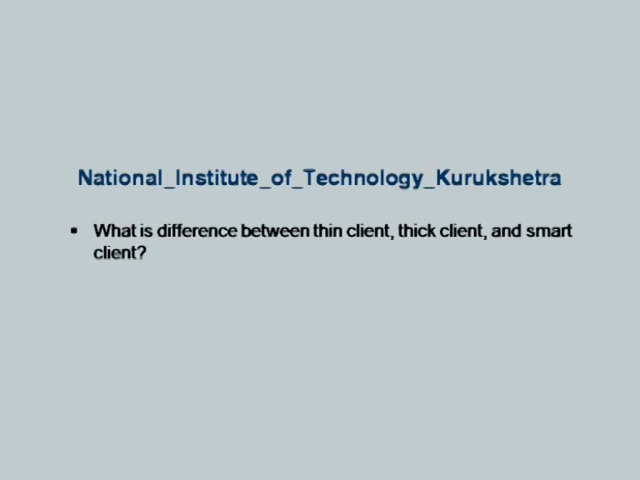 National_Institute_of_Technology_Kurukshetra
▪ What is difference between thin client, thick client, and smart
client?